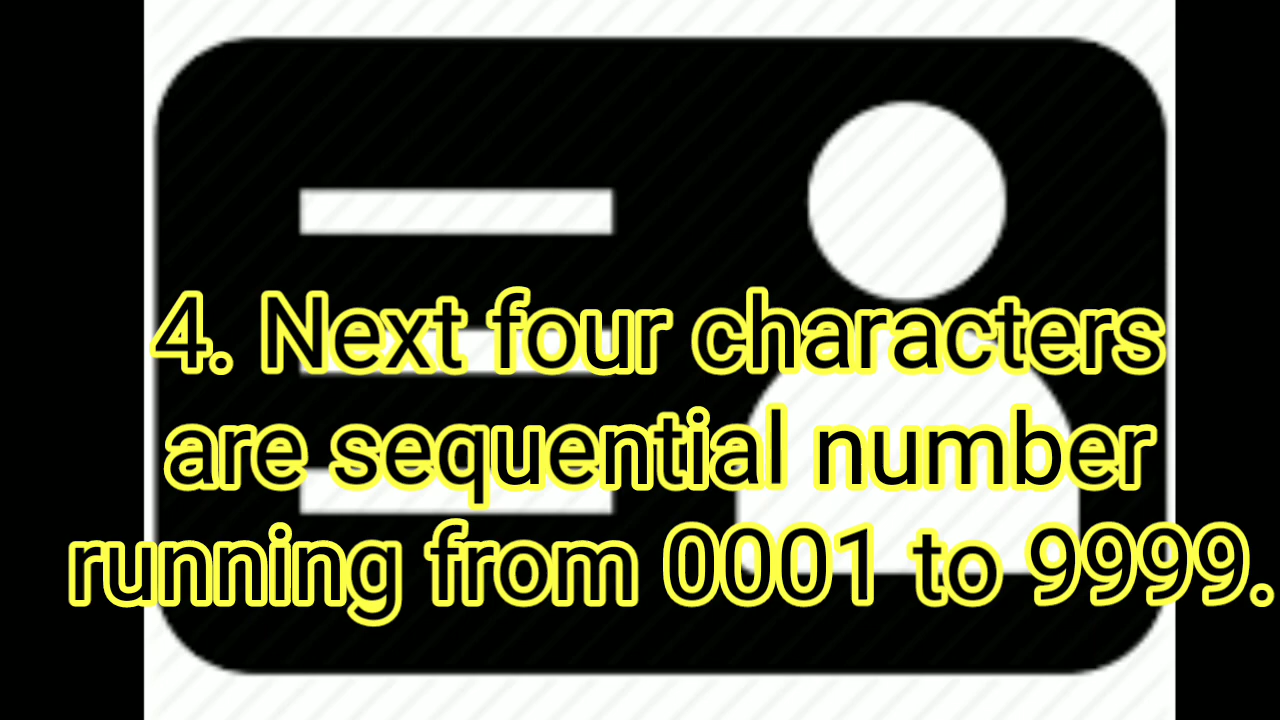 4. Next four characters
are sequential number
running from 0001 to 9999.